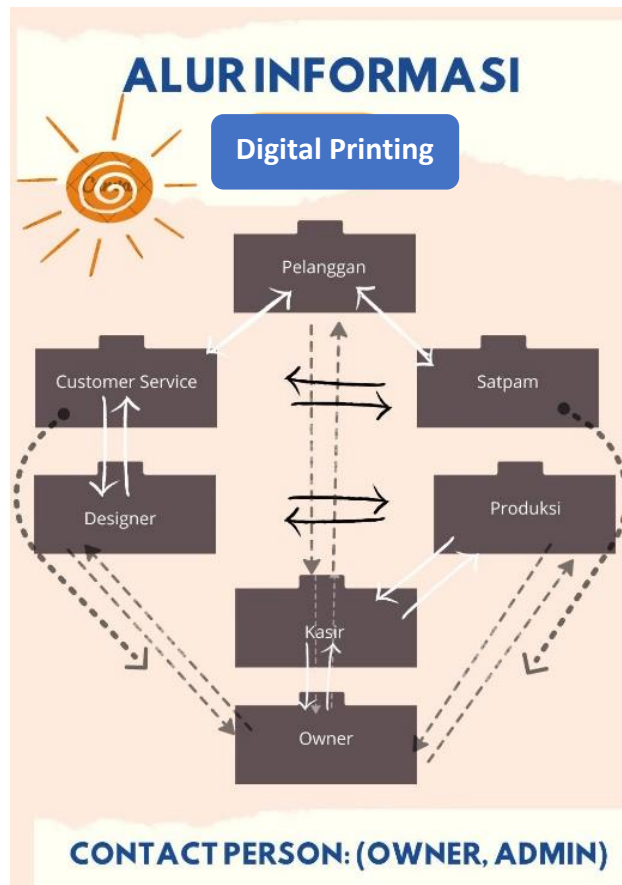 ALUR INFORMASI
Digital Printing
Pelanggan
Customer Service
Satpam
Designer
Produksi
Kasir
Owner
CONTACT PERSON: (OWNER, ADMIN)